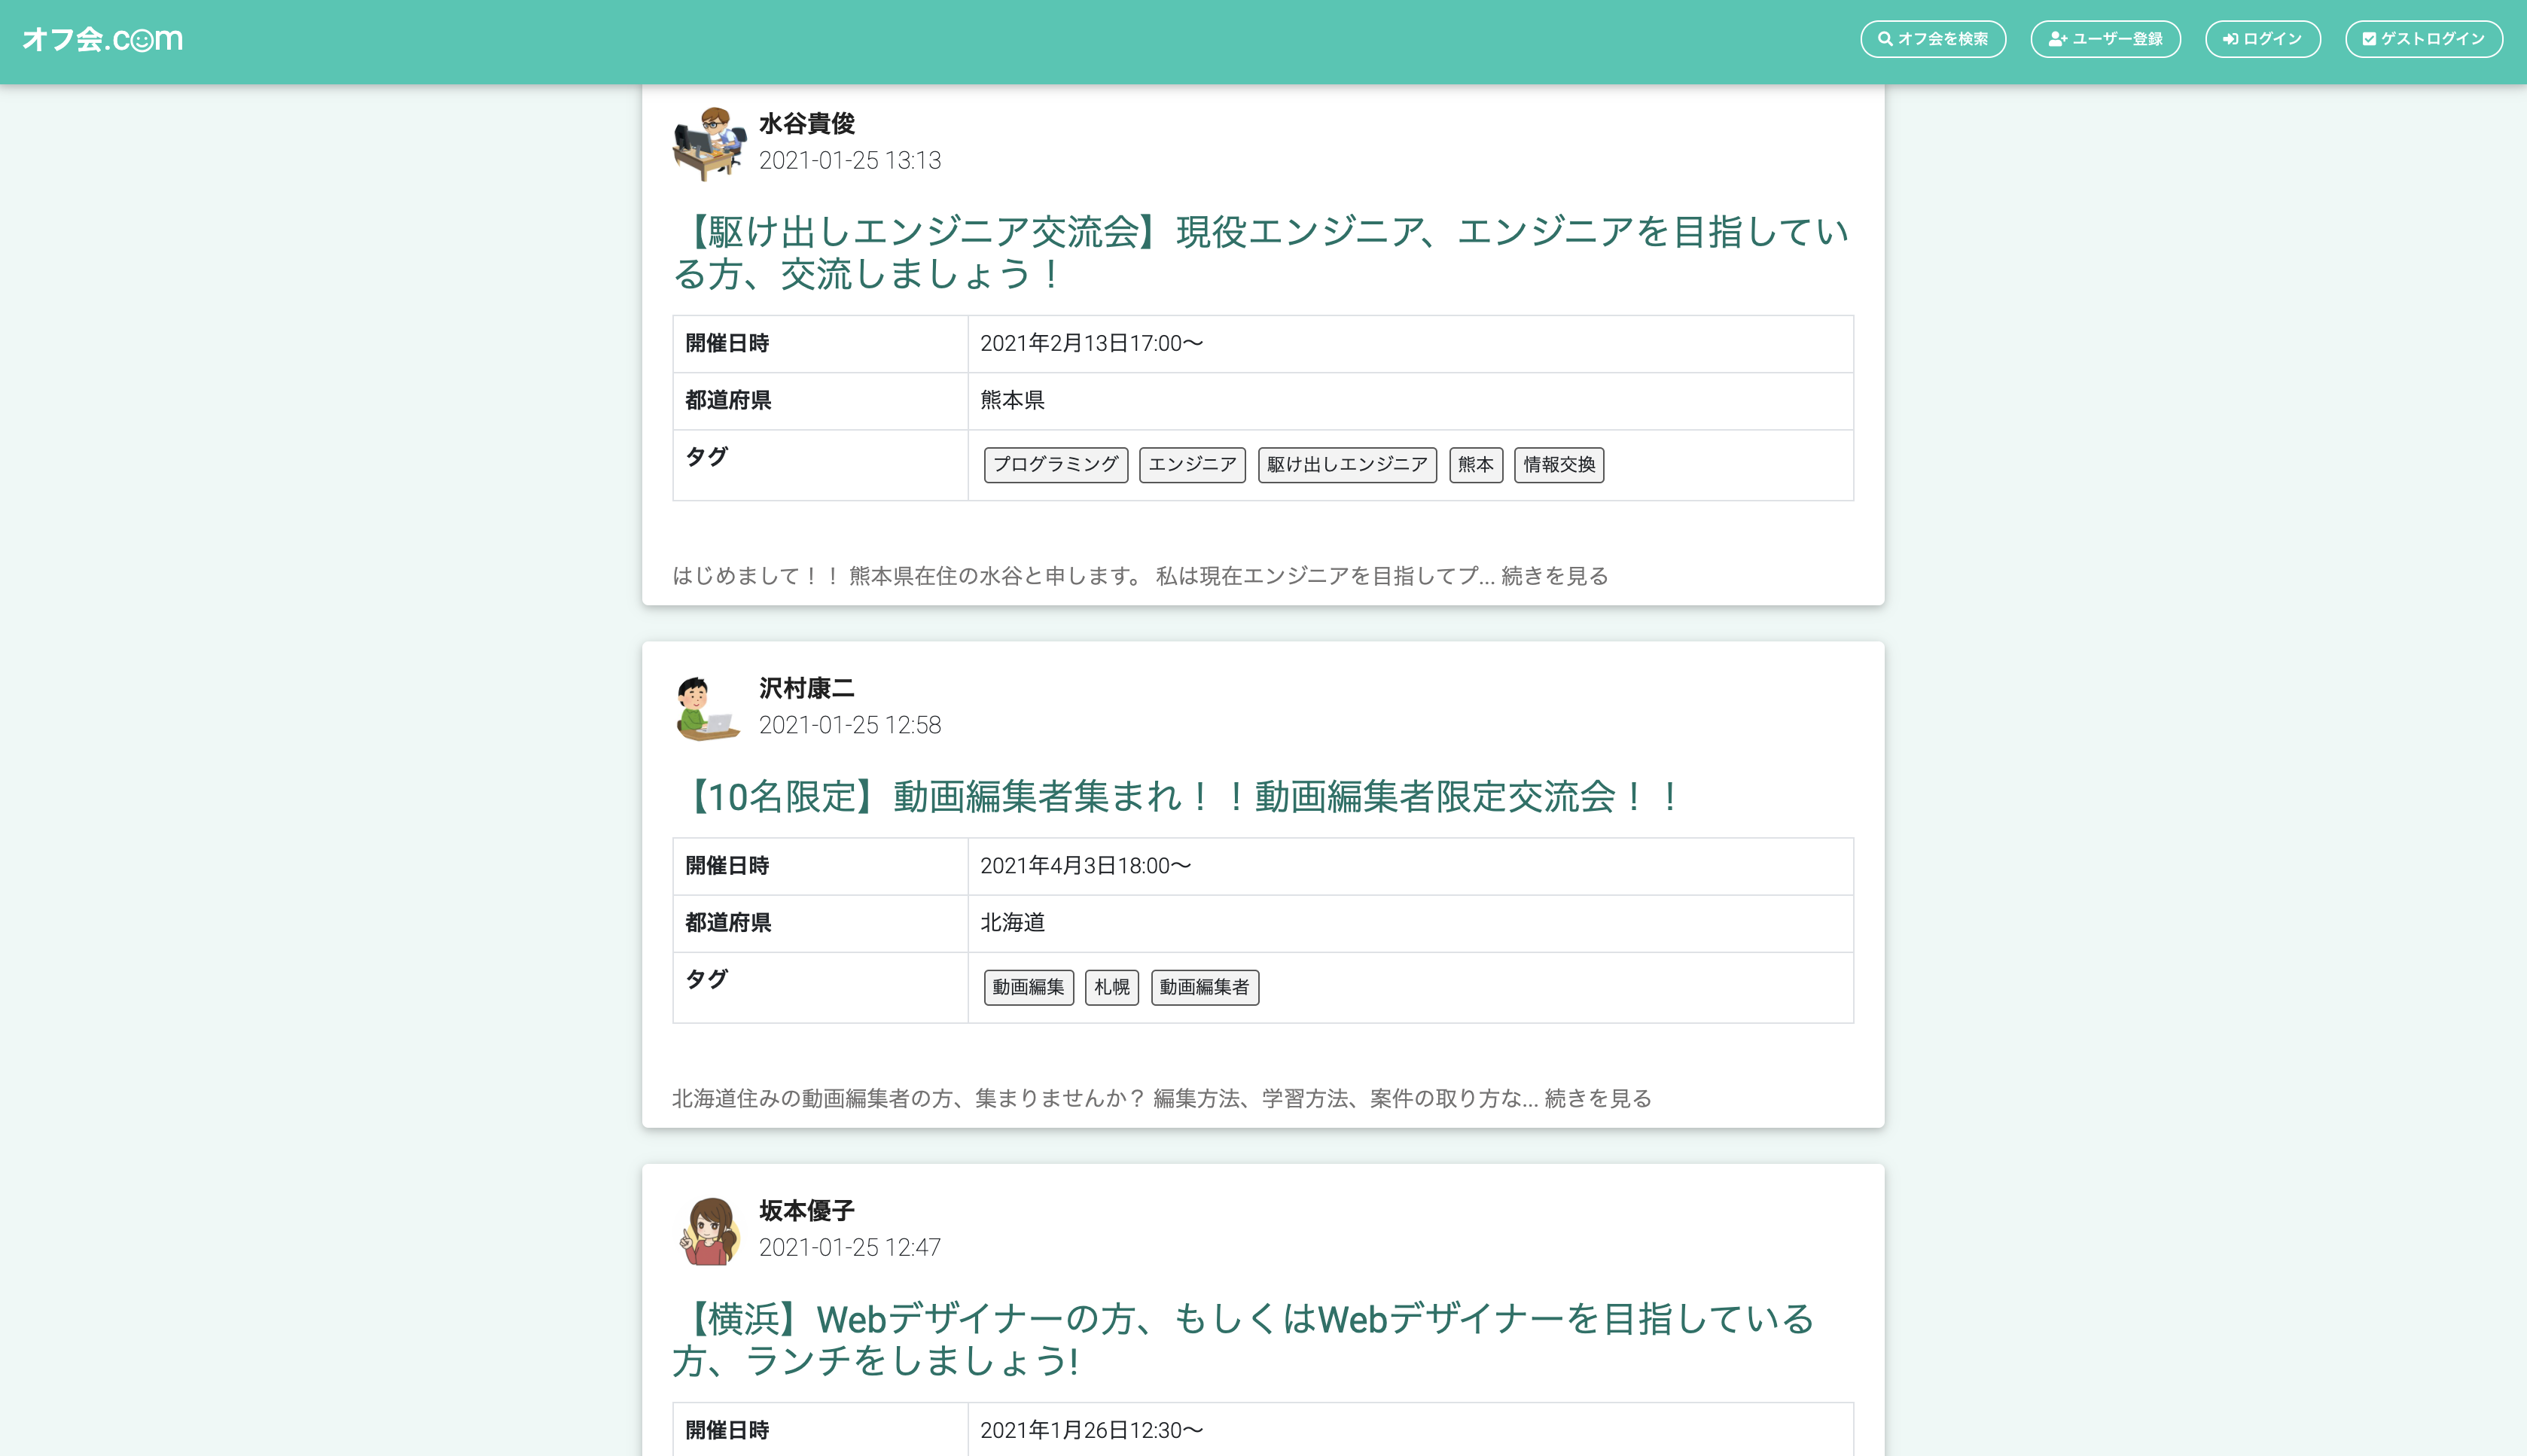 オフ会.com
オフ会を検索 ユーザー登録 ログイン ゲストログイン
水谷貴俊
2021-01-25 13:13
【駆け出しエンジニア交流会】現役エンジニア、エンジニアを目指してい
る方、交流しましょう！
開催日時 2021年2月13日17:00〜
都道府県 熊本県
タグ プログラミング エンジニア 駆け出しエンジニア 熊本 情報交換
はじめまして！！ 熊本県在住の水谷と申します。 私は現在エンジニアを目指してプ... 続きを見る
沢村康二
2021-01-25 12:58
【10名限定】動画編集者集まれ！！動画編集者限定交流会！！
開催日時 2021年4月3日18:00〜
都道府県 北海道
タグ 動画編集 札幌 動画編集者
北海道住みの動画編集者の方、集まりませんか？ 編集方法、学習方法、案件の取り方な... 続きを見る
坂本優子
2021-01-25 12:47
【横浜】Webデザイナーの方、もしくはWebデザイナーを目指している
方、ランチをしましょう!
開催日時 2021年1月26日12:30〜